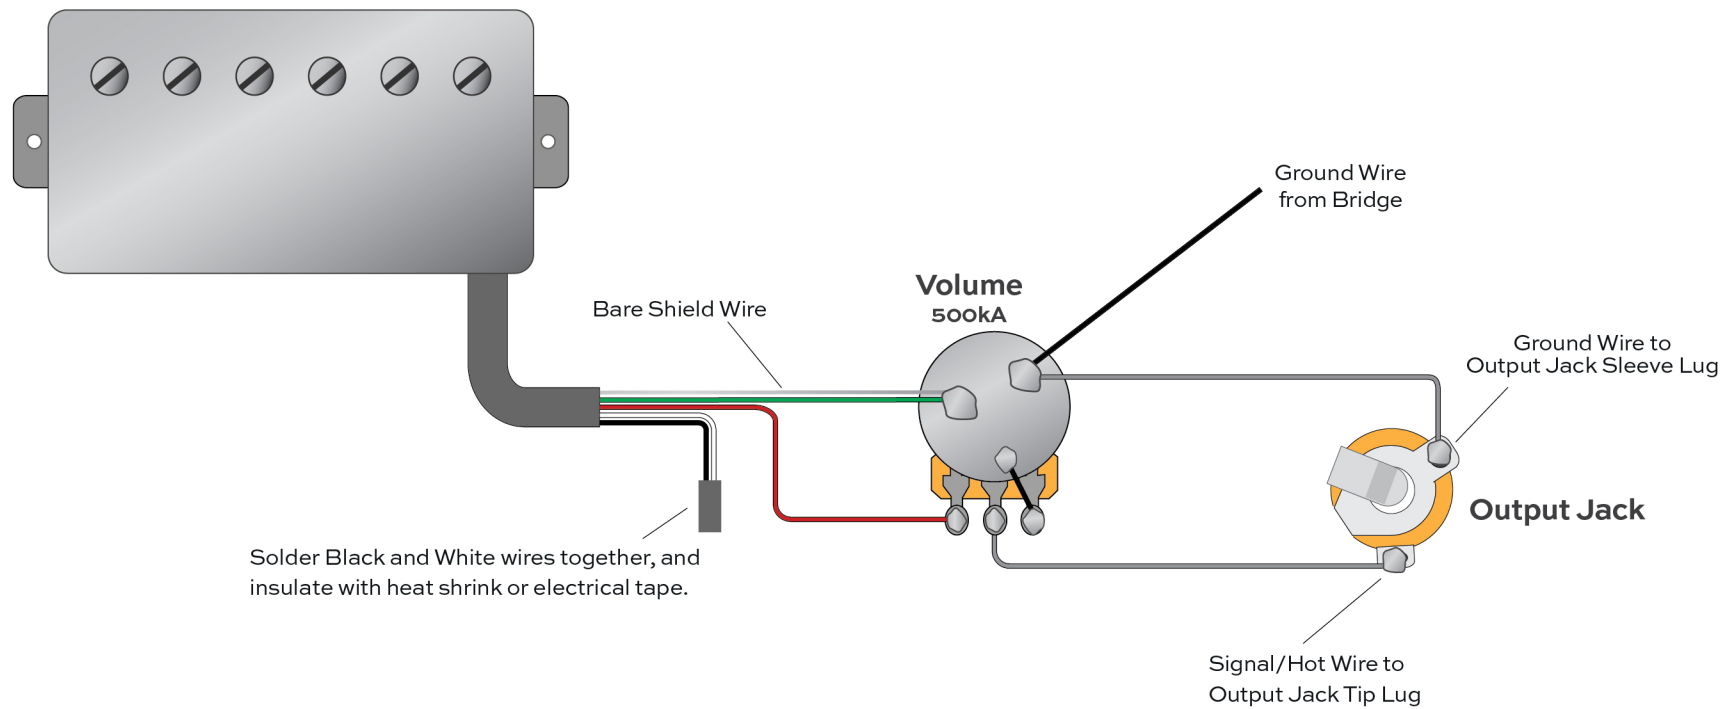 Ground Wire
from Bridge
Volume
500kA
Bare Shield Wire
Ground Wire to
Output Jack Sleeve Lug
Output Jack
Solder Black and White wires together, and
insulate with heat shrink or electrical tape.
Signal/Hot Wire to
Output Jack Tip Lug